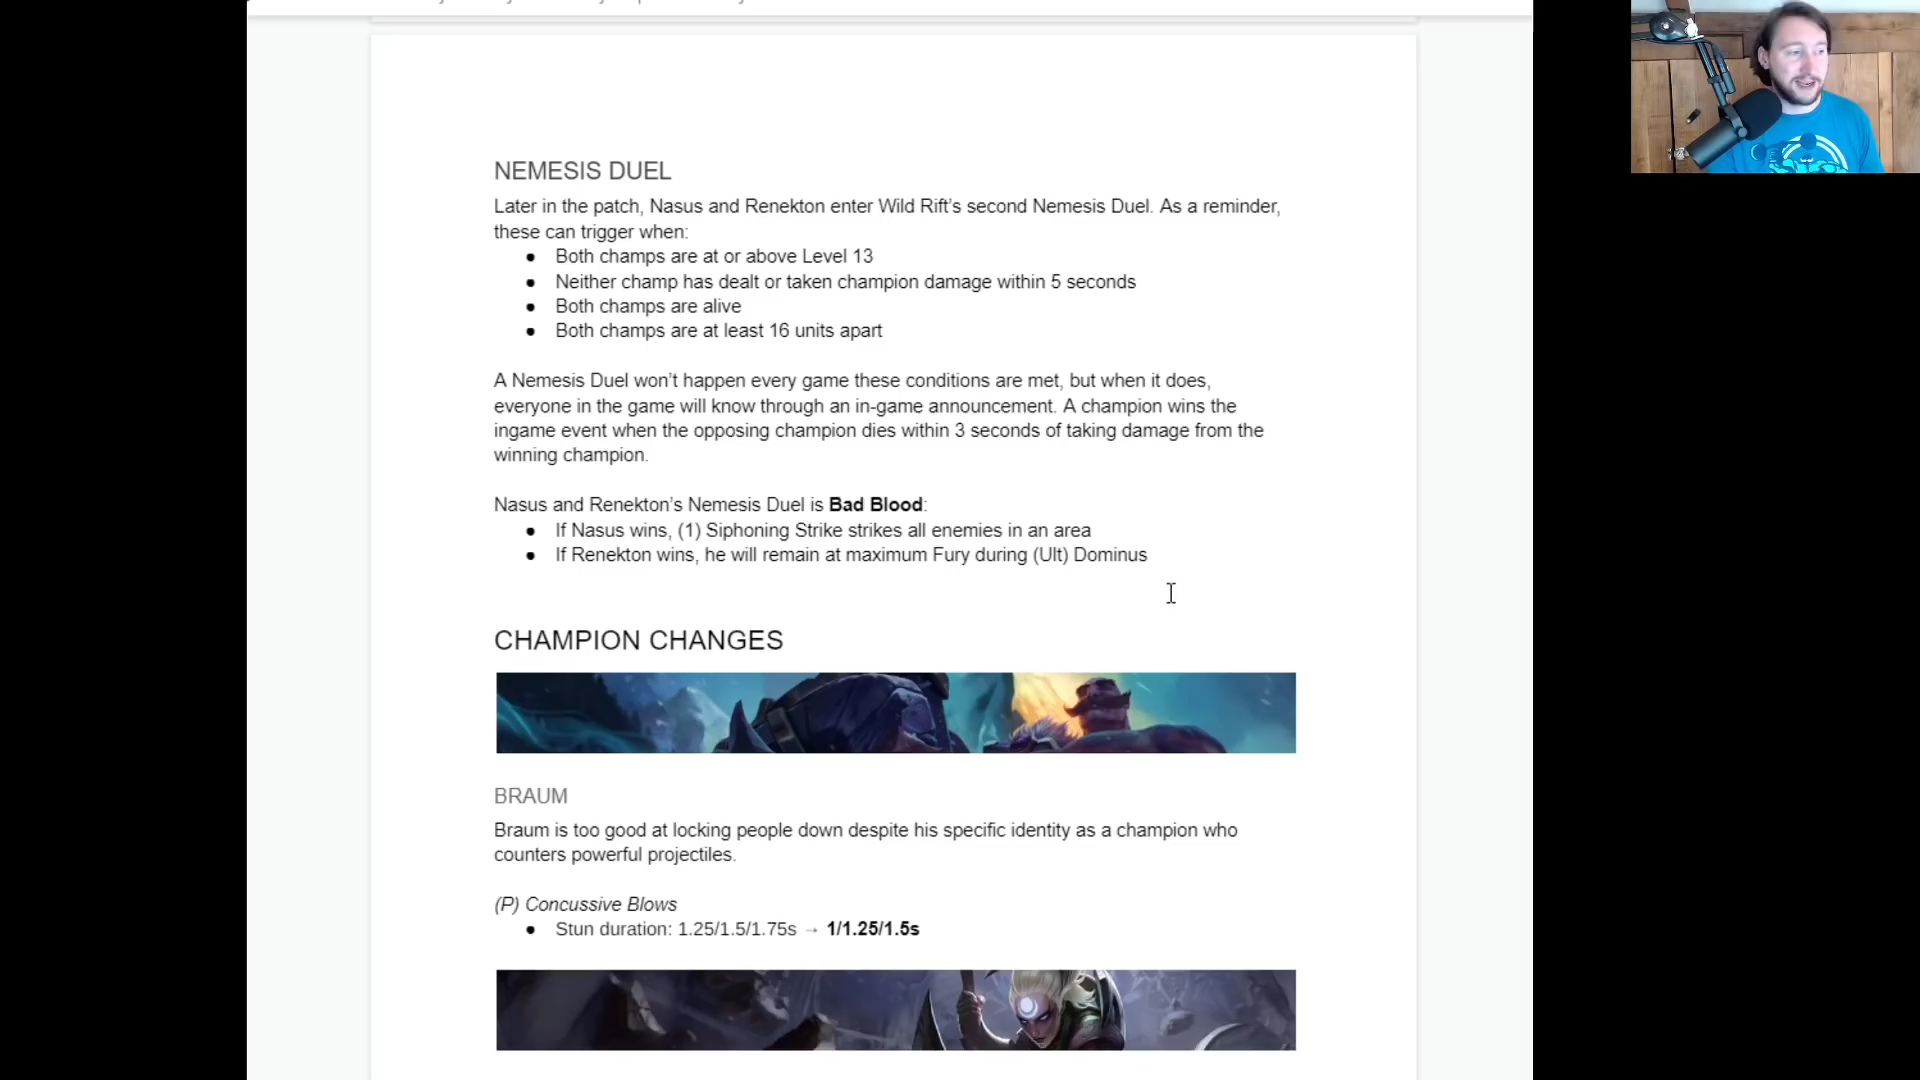 NEMESIS DUEL
Later in the patch, Nasus and Renekton enter Wild Rift's second Nemesis Duel. As a reminder,
these can trigger when:
● Both champs are at or above Level 13
● Neither champ has dealt or taken champion damage within 5 seconds
● Both champs are alive
● Both champs are at least 16 units apart
A Nemesis Duel won't happen every game these conditions are met, but when it does,
everyone in the game will know through an in-game announcement. A champion wins the
ingame event when the opposing champion dies within 3 seconds of taking damage from the
winning champion.
Nasus and Renekton's Nemesis Duel is Bad Blood:
● If Nasus wins, (1) Siphoning Strike strikes all enemies in an area
● If Renekton wins, he will remain at maximum Fury during (Ult) Dominus
CHAMPION CHANGES
BRAUM
Braum is too good at locking people down despite his specific identity as a champion who
counters powerful projectiles.
(P) Concussive Blows
● Stun duration: 1.25/1.5/1.75s → 1/1.25/1.5s